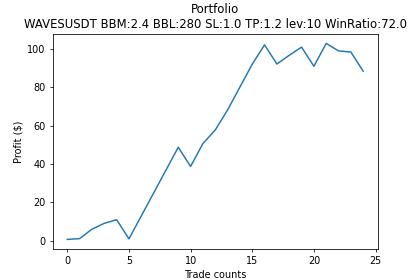 Portfolio
WAVESUSDT BBM:2.4 BBL:280 SL:1.0 TP:1.2 lev:10 WinRatio:72.0
100
80
60
40
20
0
Profit ($)
0 5 10 15 20 25
Trade counts